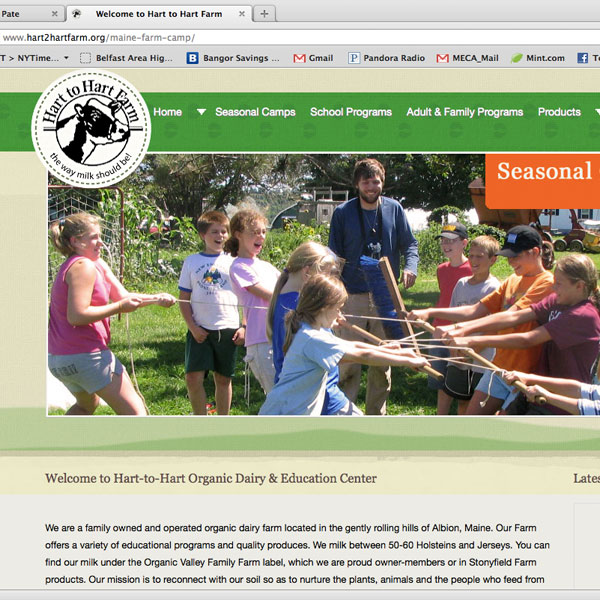 Pate
Welcome to Hart to Hart Farm
www.hart2hartfarm.org/maine-farm-camp/
T > NYTime...
Belfast Area Hig...
Bangor Savings ...
Gmail
Pandora Radio
MECA_Mail
Mint.com
Hart to Hart Farm
the way milk should be!
Home
Seasonal Camps
School Programs
Adult & Family Programs
Products
Seasonal
Welcome to Hart-to-Hart Organic Dairy & Education Center
Lates
We are a family owned and operated organic dairy farm located in the gently rolling hills of Albion, Maine. Our Farm
offers a variety of educational programs and quality produces. We milk between 50-60 Holsteins and Jerseys. You can
find our milk under the Organic Valley Family Farm label, which we are proud owner-members or in Stonyfield Farm
products. Our mission is to reconnect with our soil so as to nurture the plants, animals and the people who feed from